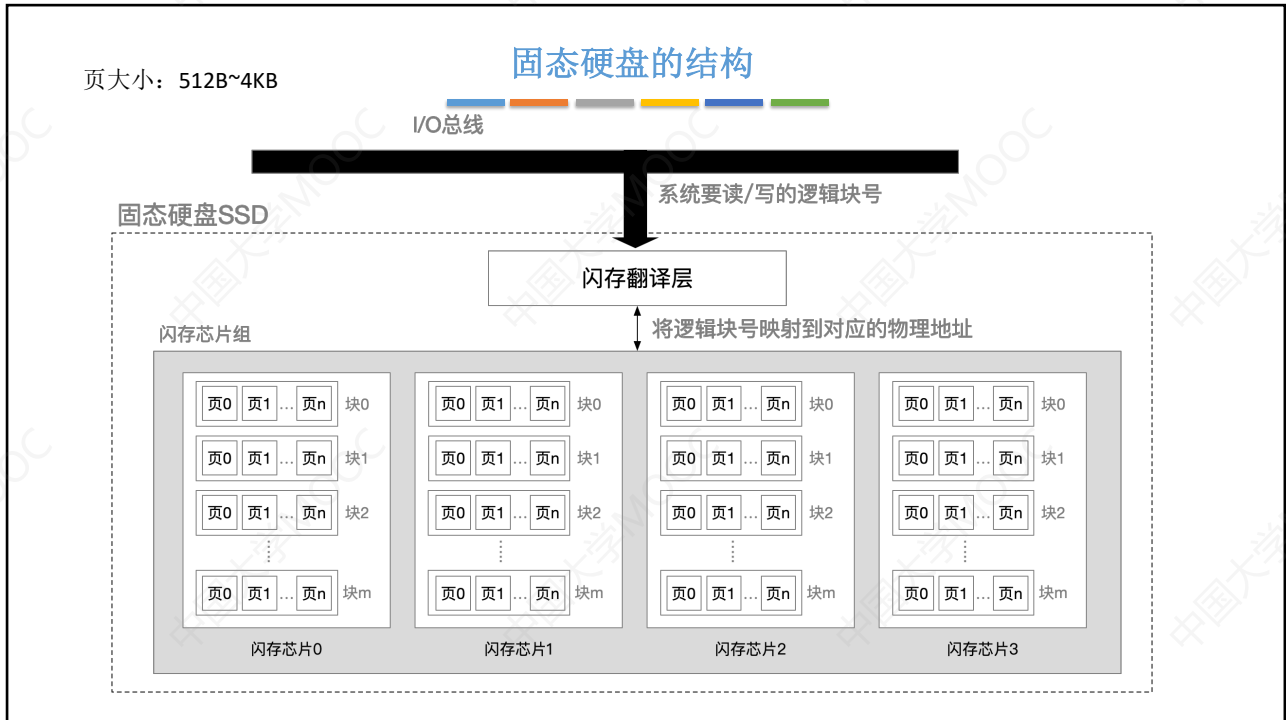 固态硬盘的结构
页大小：512B~4KB
I/O总线
系统要读/写的逻辑块号
固态硬盘SSD
闪存翻译层
将逻辑块号映射到对应的物理地址
闪存芯片组
页0 页1 … 页n 块0 页0 页1 … 页n 块0 页0 页1 … 页n 块0 页0 页1 … 页n 块0
页0 页1 … 页n 块1 页0 页1 … 页n 块1 页0 页1 … 页n 块1 页0 页1 … 页n 块1
页0 页1 … 页n 块2 页0 页1 … 页n 块2 页0 页1 … 页n 块2 页0 页1 … 页n 块2
页0 页1 … 页n 块m 页0 页1 … 页n 块m 页0 页1 … 页n 块m 页0 页1 … 页n 块m
闪存芯片0 闪存芯片1 闪存芯片2 闪存芯片3
中国大学MOOC